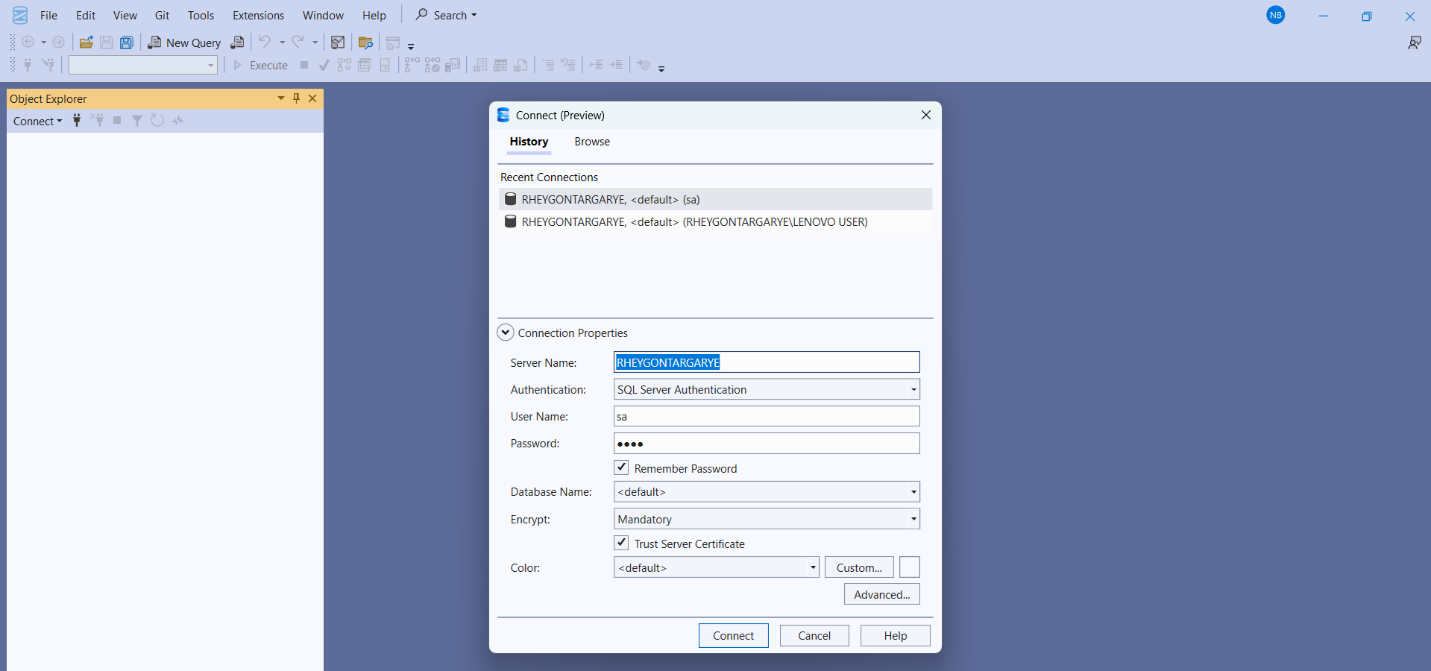 File Edit View Git Tools Extensions Window Help Search
NB
New Query
Execute
Object Explorer
Connect
Connect (Preview)
History Browse
Recent Connections
RHEYGONTARGARYE, <default> (sa)
RHEYGONTARGARYE, <default> (RHEYGONTARGARYE\LENOVO USER)
Connection Properties
Server Name: RHEYGONTARGARYE
Authentication: SQL Server Authentication
User Name: sa
Password: ●●●●
Remember Password
Database Name: <default>
Encrypt: Mandatory
Trust Server Certificate
Color: <default> Custom...
Advanced...
Connect Cancel Help